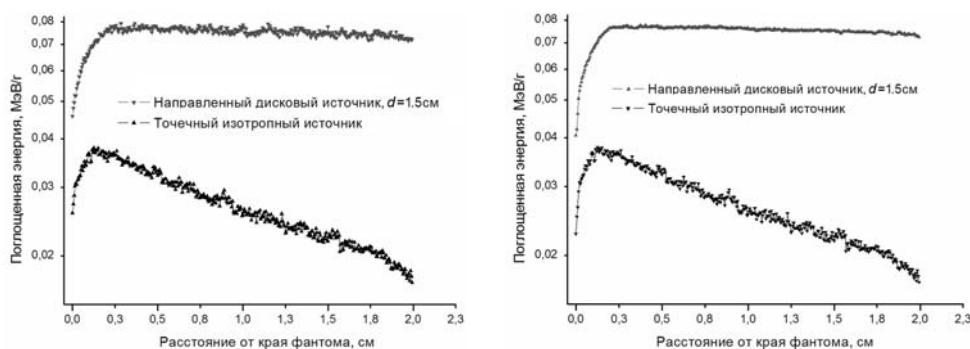 Поглощенная энергия, МэВ/г
0,08
0,07
0,06
0,05
0,04
0,03
0,02
Направленный дисковый источник, d=1.5см
Точечный изотропный источник
0,0 0,3 0,5 0,8 1,0 1,3 1,5 1,8 2,0 2,3
Расстояние от края фантома, см
Поглощенная энергия, МэВ/г
0,08
0,07
0,06
0,05
0,04
0,03
0,02
Направленный дисковый источник, d=1.5см
Точечный изотропный источник
0,0 0,3 0,5 0,8 1,0 1,3 1,5 1,8 2,0 2,3
Расстояние от края фантома, см